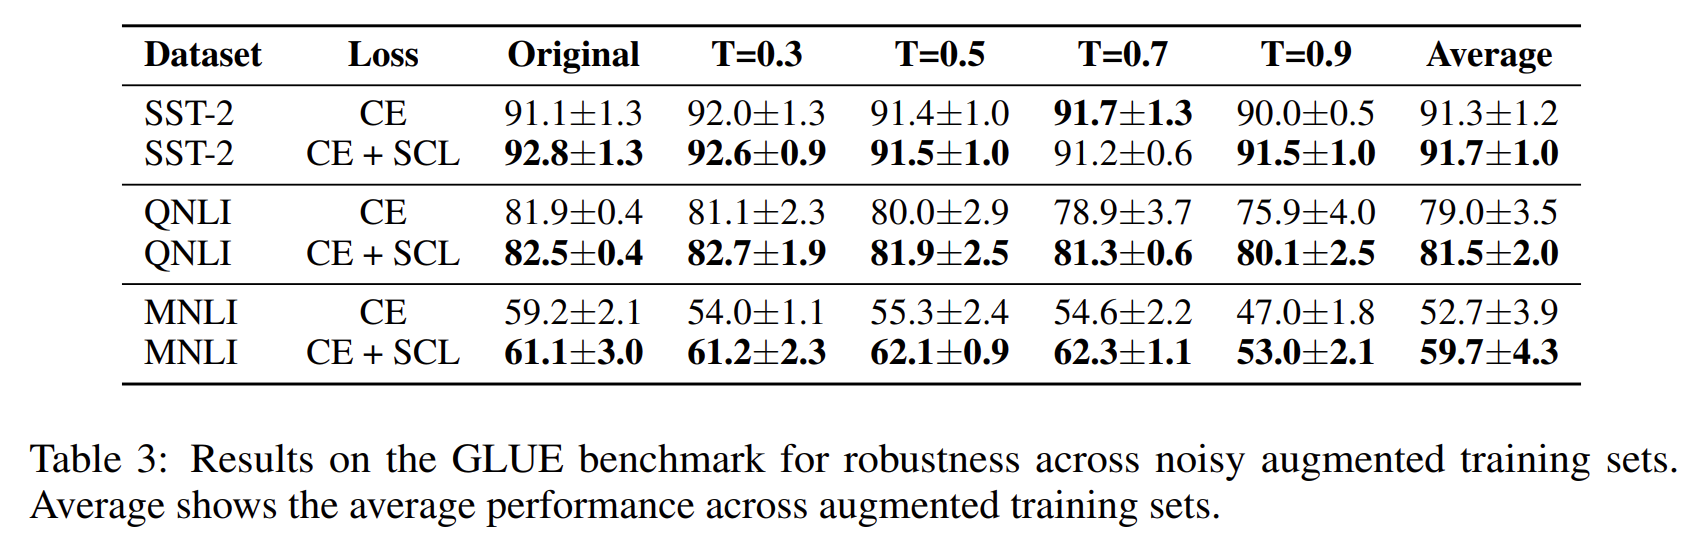 Dataset Loss Original T=0.3 T=0.5 T=0.7 T=0.9 Average
SST-2 CE 91.1±1.3 92.0±1.3 91.4±1.0 91.7±1.3 90.0±0.5 91.3±1.2
SST-2 CE + SCL 92.8±1.3 92.6±0.9 91.5±1.0 91.2±0.6 91.5±1.0 91.7±1.0
QNLI CE 81.9±0.4 81.1±2.3 80.0±2.9 78.9±3.7 75.9±4.0 79.0±3.5
QNLI CE + SCL 82.5±0.4 82.7±1.9 81.9±2.5 81.3±0.6 80.1±2.5 81.5±2.0
MNLI CE 59.2±2.1 54.0±1.1 55.3±2.4 54.6±2.2 47.0±1.8 52.7±3.9
MNLI CE + SCL 61.1±3.0 61.2±2.3 62.1±0.9 62.3±1.1 53.0±2.1 59.7±4.3
Table 3: Results on the GLUE benchmark for robustness across noisy augmented training sets.
Average shows the average performance across augmented training sets.